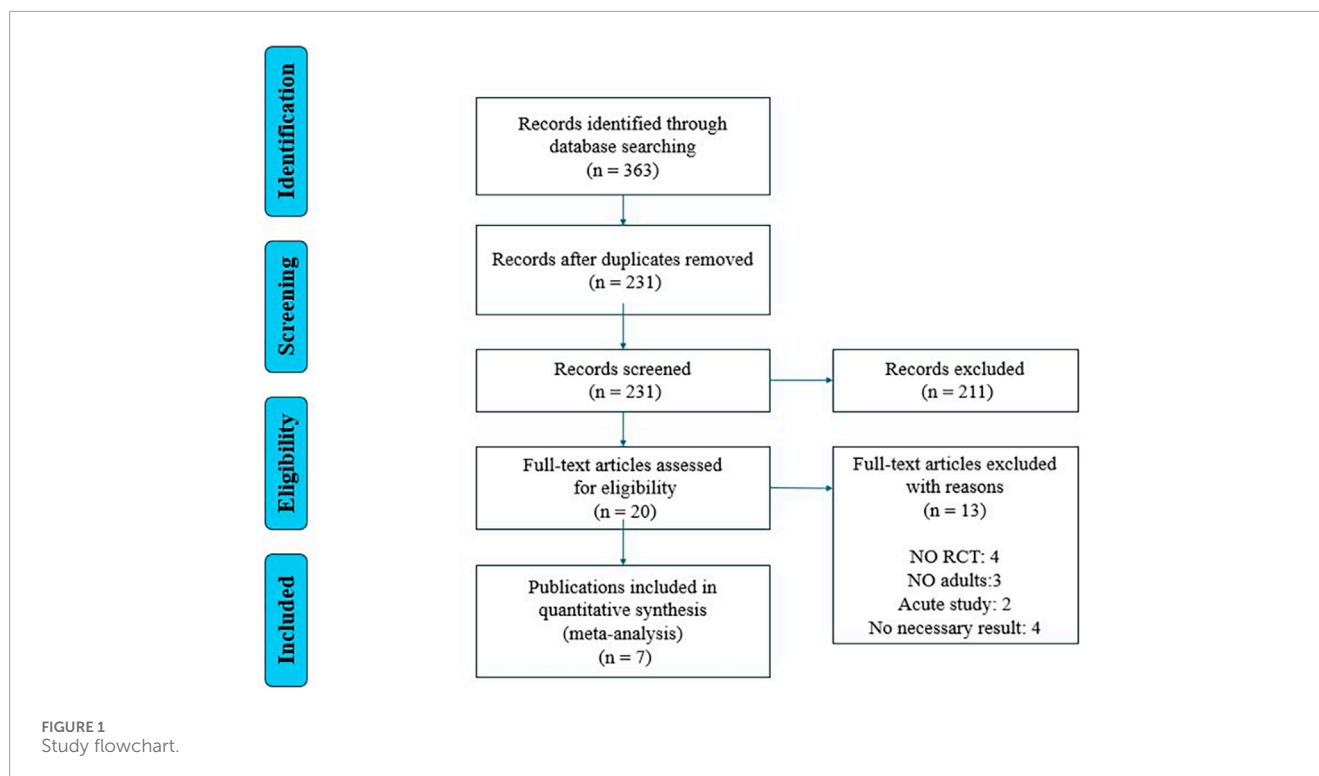 Identification
Records identified through
database searching
(n = 363)
Screening
Records after duplicates removed
(n = 231)
Records screened
(n = 231)
Records excluded
(n = 211)
Eligibility
Full-text articles assessed
for eligibility
(n = 20)
Full-text articles excluded
with reasons
(n = 13)
NO RCT: 4
NO adults:3
Acute study: 2
No necessary result: 4
Included
Publications included in
quantitative synthesis
(meta-analysis)
(n = 7)
FIGURE 1
Study flowchart.